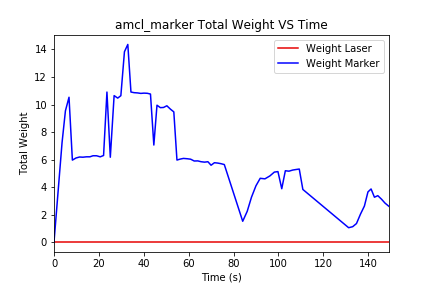 amcl_marker Total Weight VS Time
Weight Laser
Weight Marker
Total Weight
14
12
10
8
6
4
2
0
0 20 40 60 80 100 120 140
Time (s)